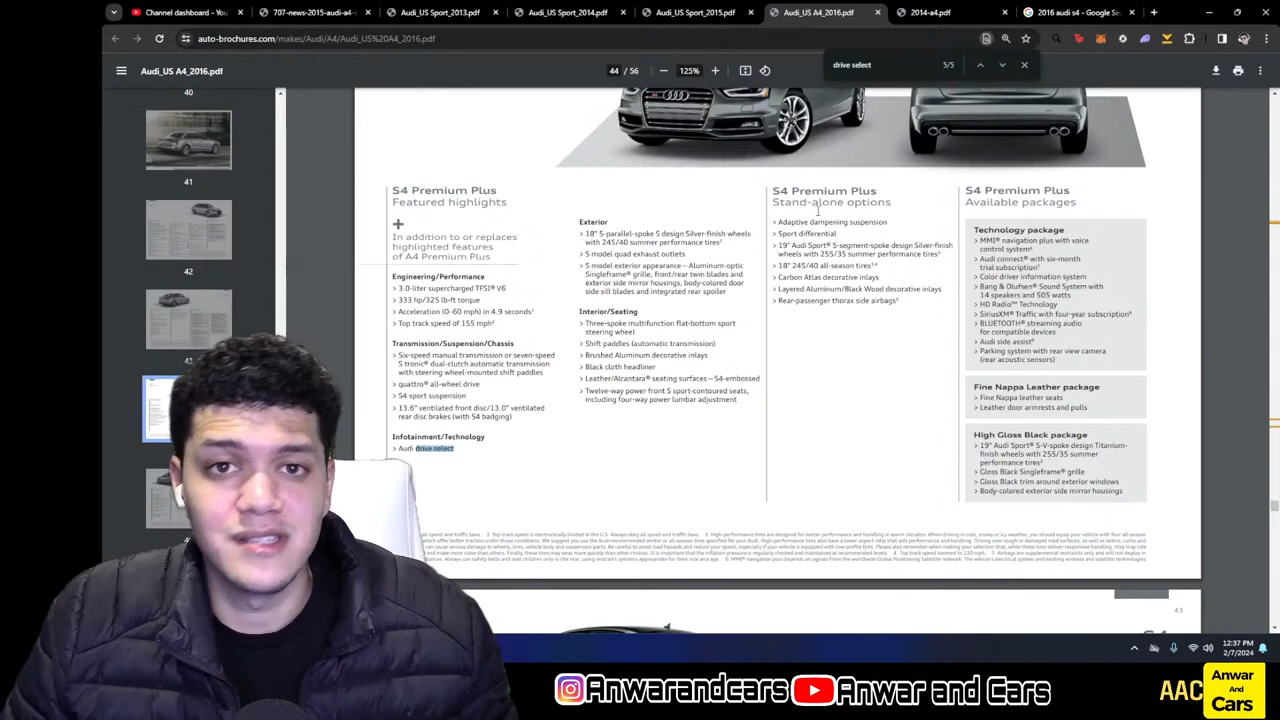 Channel dashboard - You
707-news-2015-audi-a4-
Audi_US Sport_2013.pdf
Audi_US Sport_2014.pdf
Audi_US Sport_2015.pdf
Audi_US A4_2016.pdf
2014-a4.pdf
2016 audi s4 - Google Se
auto-brochures.com/makes/Audi/A4/Audi_US%20A4_2016.pdf
drive select
5/5
Audi_US A4_2016.pdf
44 / 56
125%
40
41
42
43
S4 Premium Plus
Featured highlights
+
In addition to or replaces
highlighted features
of A4 Premium Plus
Engineering/Performance
> 3.0-liter supercharged TFSI® V6
> 333 hp/325 lb-ft torque
> Acceleration (0–60 mph) in 4.9 seconds¹
> Top track speed of 155 mph²
Transmission/Suspension/Chassis
> Six-speed manual transmission or seven-speed
S tronic® dual-clutch automatic transmission
with steering wheel-mounted shift paddles
> quattro® all-wheel drive
> S4 sport suspension
> 13.6" ventilated front disc/13.0" ventilated
rear disc brakes (with S4 badging)
Infotainment/Technology
> Audi drive select
Exterior
> 18" 5-parallel-spoke S design Silver-finish wheels
with 245/40 summer performance tires³
> S model quad exhaust outlets
> S model exterior appearance—Aluminum-optic
Singleframe® grille, front/rear twin blades and
exterior side mirror housings, body-colored door
side sill blades and integrated rear spoiler
Interior/Seating
> Three-spoke multifunction flat-bottom sport
steering wheel
> Shift paddles (automatic transmission)
> Brushed Aluminum decorative inlays
> Black cloth headliner
> Leather/Alcantara® seating surfaces—S4-embossed
> Twelve-way power front S sport-contoured seats,
including four-way power lumbar adjustment
S4 Premium Plus
Stand-alone options
> Adaptive dampening suspension
> Sport differential
> 19" Audi Sport® 5-segment-spoke design Silver-finish
wheels with 255/35 summer performance tires³
> 18" 245/40 all-season tires³,⁴
> Carbon Atlas decorative inlays
> Layered Aluminum/Black Wood decorative inlays
> Rear-passenger thorax side airbags⁵
S4 Premium Plus
Available packages
Technology package
> MMI® navigation plus with voice
control system⁶
> Audi connect® with six-month
trial subscription⁷
> Color driver information system
> Bang & Olufsen® Sound System with
14 speakers and 505 watts
> HD Radio™ Technology
> SiriusXM® Traffic with four-year subscription⁸
> BLUETOOTH® streaming audio
for compatible devices
> Audi side assist⁹
> Parking system with rear view camera
(rear acoustic sensors)
Fine Nappa Leather package
> Fine Nappa leather seats
> Leather door armrests and pulls
High Gloss Black package
> 19" Audi Sport® 5-V-spoke design Titanium-
finish wheels with 255/35 summer
performance tires³
> Gloss Black Singleframe® grille
> Gloss Black trim around exterior windows
> Body-colored exterior side mirror housings
43
12:37 PM
2/7/2024
Anwarandcars
Anwar and Cars
AAC
Anwar
And
Cars